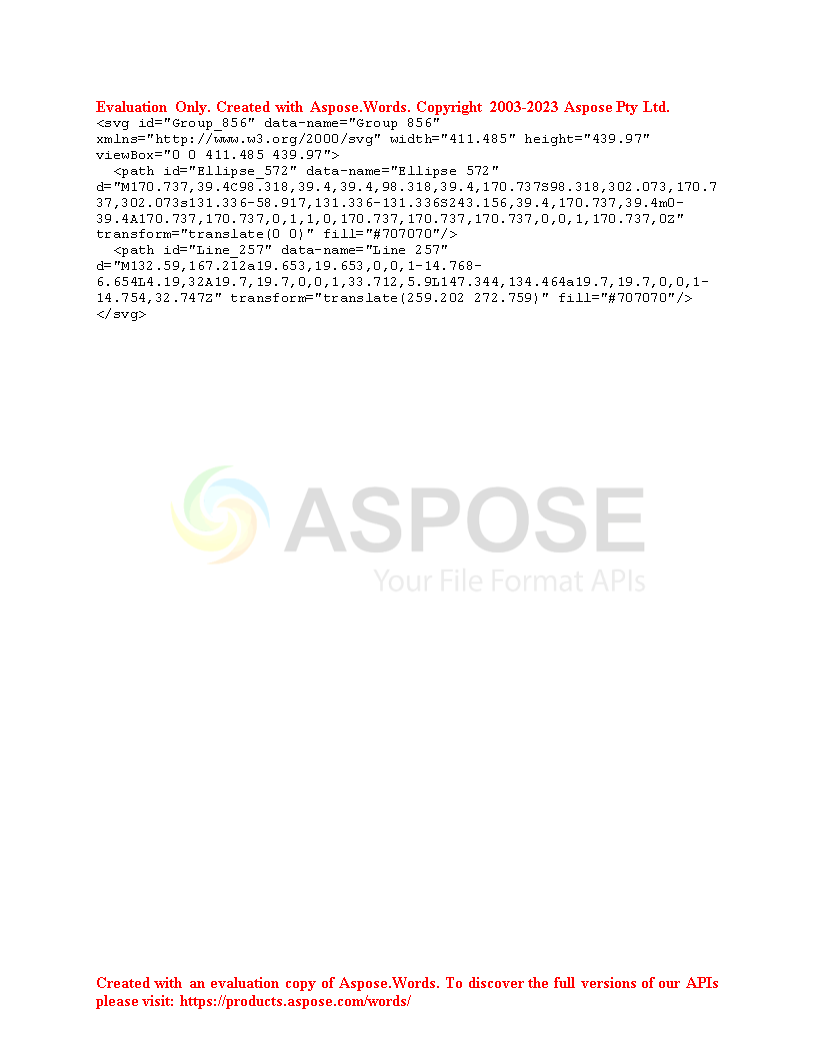 Evaluation Only. Created with Aspose.Words. Copyright 2003-2023 Aspose Pty Ltd.
<svg id="Group_856" data-name="Group 856"
xmlns="http://www.w3.org/2000/svg" width="411.485" height="439.97"
viewBox="0 0 411.485 439.97">
  <path id="Ellipse_572" data-name="Ellipse 572"
d="M170.737,39.4C98.318,39.4,39.4,98.318,39.4,170.737S98.318,302.073,170.7
37,302.073s131.336-58.917,131.336-131.336S243.156,39.4,170.737,39.4m0-
39.4A170.737,170.737,0,1,1,0,170.737,170.737,170.737,0,0,1,170.737,0Z"
transform="translate(0 0)" fill="#707070"/>
  <path id="Line_257" data-name="Line 257"
d="M132.59,167.212a19.653,19.653,0,0,1-14.768-
6.654L4.19,32A19.7,19.7,0,0,1,33.712,5.9L147.344,134.464a19.7,19.7,0,0,1-
14.754,32.747Z" transform="translate(259.202 272.759)" fill="#707070"/>
</svg>
ASPOSE
Your File Format APIs
Created with an evaluation copy of Aspose.Words. To discover the full versions of our APIs
please visit: https://products.aspose.com/words/